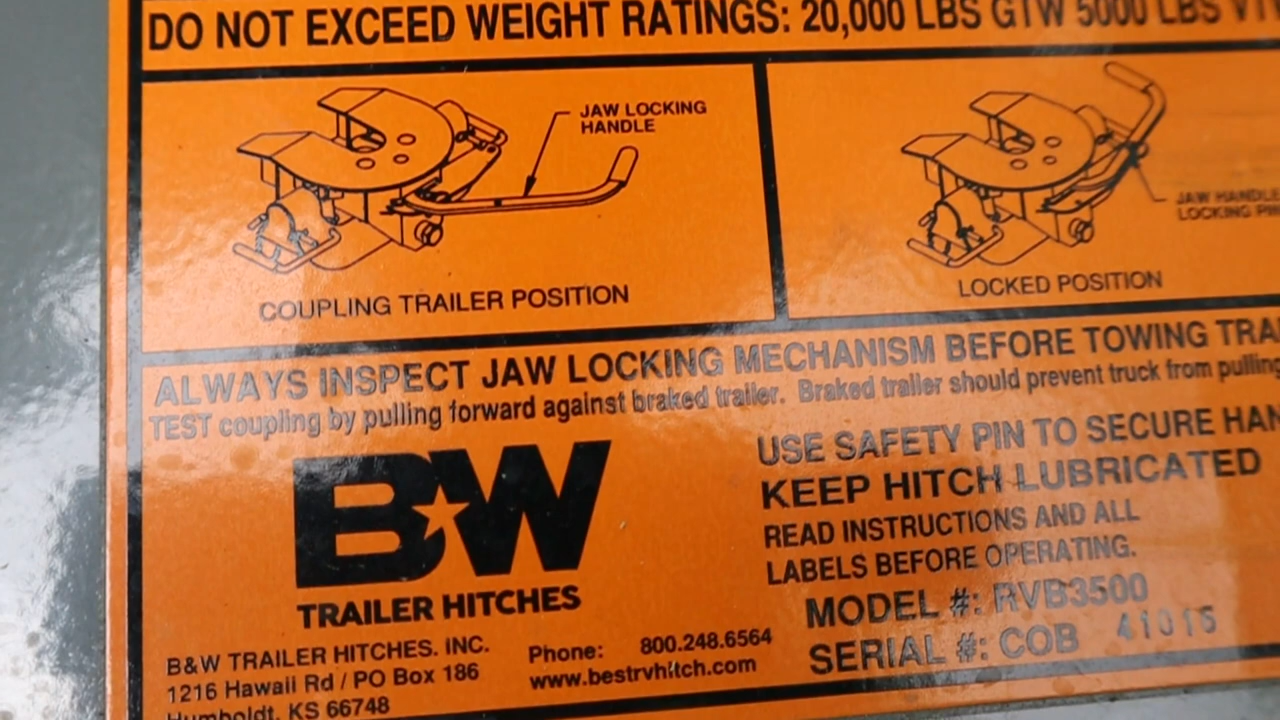 DO NOT EXCEED WEIGHT RATINGS: 20,000 LBS GTW 5000 LBS
JAW LOCKING
HANDLE
COUPLING TRAILER POSITION
JAW HANDLE
LOCKING PIN
LOCKED POSITION
ALWAYS INSPECT JAW LOCKING MECHANISM BEFORE TOWING
TEST coupling by pulling forward against braked trailer. Braked trailer should prevent truck from pulling
B★W
TRAILER HITCHES
B&W TRAILER HITCHES. INC.
1216 Hawaii Rd / PO Box 186
Humboldt, KS 66748
Phone: 800.248.6564
www.bestrvhitch.com
USE SAFETY PIN TO SECURE
KEEP HITCH LUBRICATED
READ INSTRUCTIONS AND ALL
LABELS BEFORE OPERATING.
MODEL #: RVB3500
SERIAL #: COB 41015